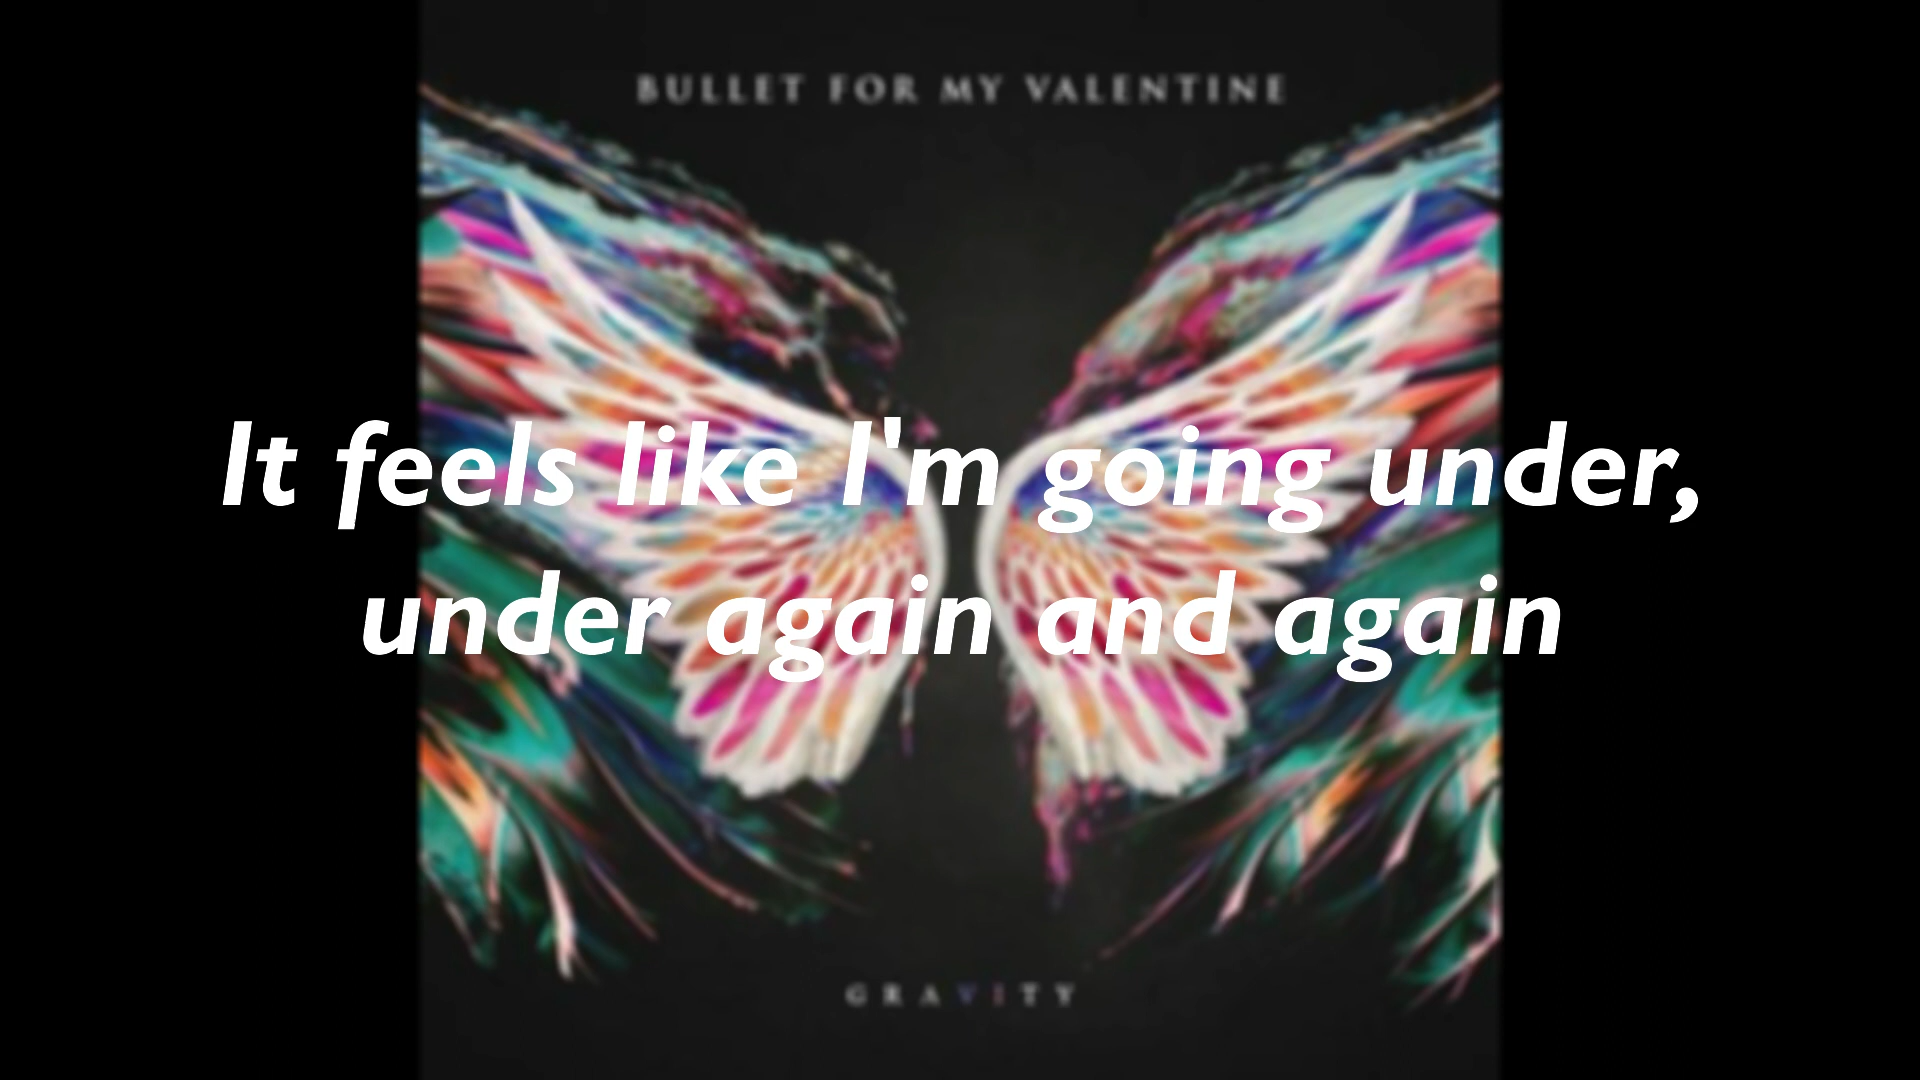 BULLET FOR MY VALENTINE
It feels like I'm going under,
under again and again
GRAVITY